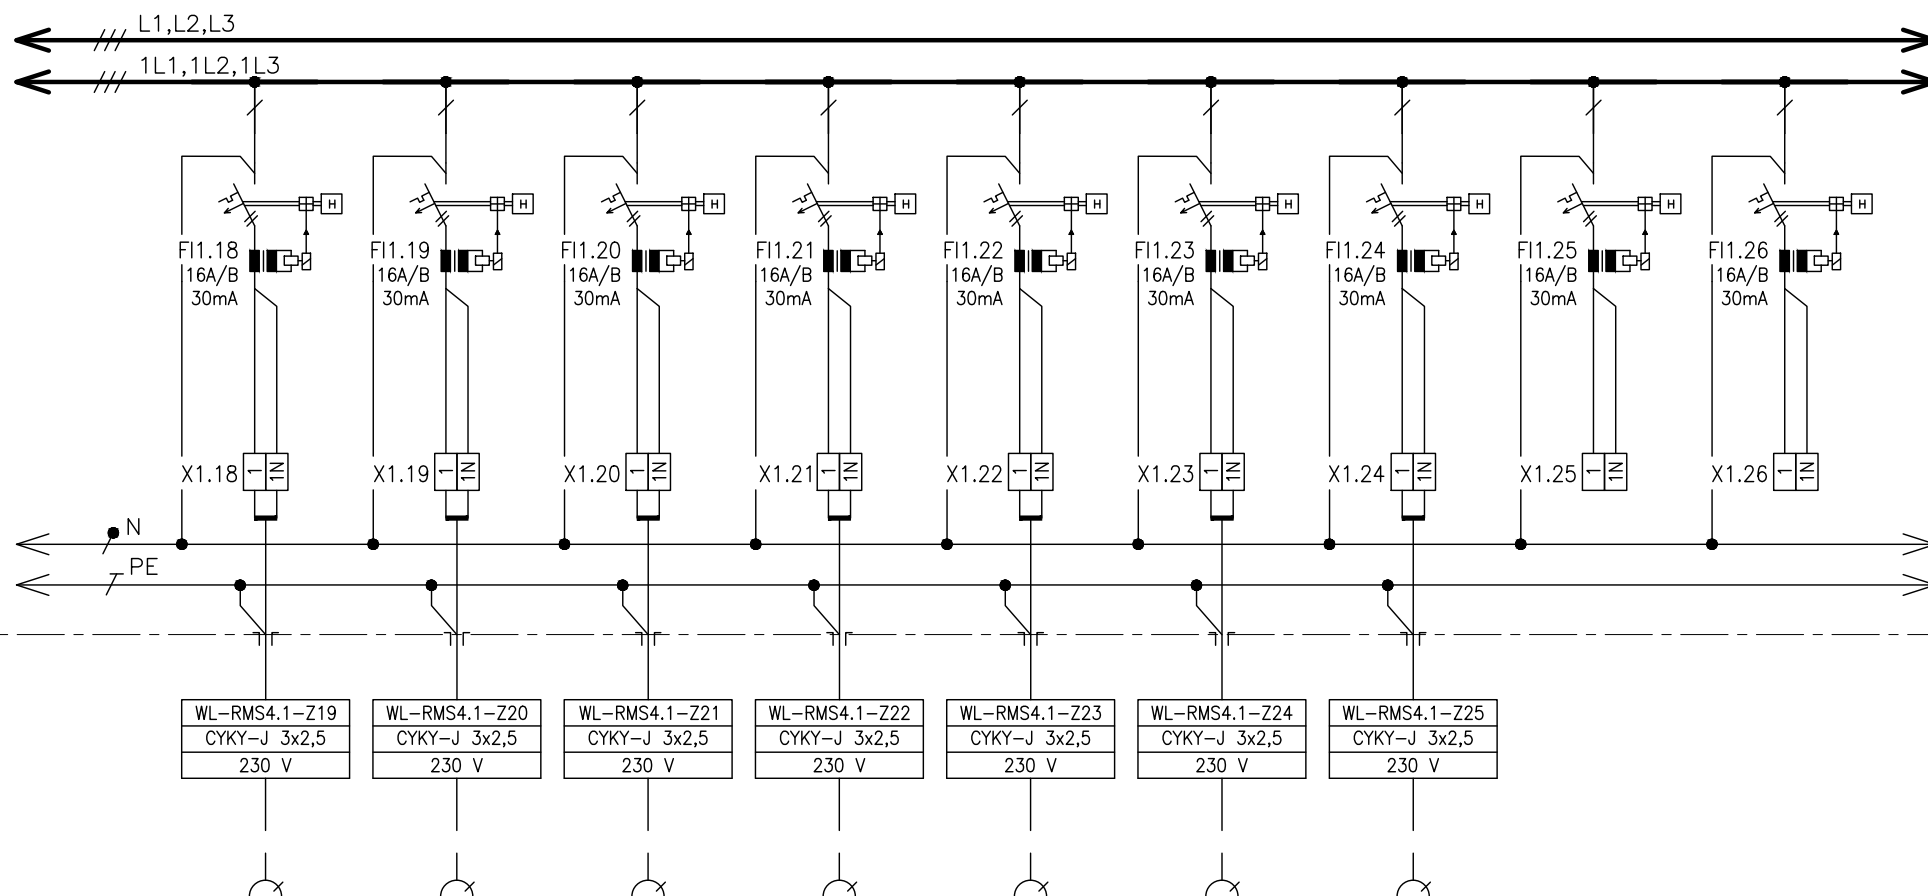 L1,L2,L3
1L1,1L2,1L3
H H H H H H H H H
FI1.18 FI1.19 FI1.20 FI1.21 FI1.22 FI1.23 FI1.24 FI1.25 FI1.26
16A/B 16A/B 16A/B 16A/B 16A/B 16A/B 16A/B 16A/B 16A/B
30mA 30mA 30mA 30mA 30mA 30mA 30mA 30mA 30mA
X1.18 1 1N X1.19 1 1N X1.20 1 1N X1.21 1 1N X1.22 1 1N X1.23 1 1N X1.24 1 1N X1.25 1 1N X1.26 1 1N
N
PE
WL-RMS4.1-Z19 WL-RMS4.1-Z20 WL-RMS4.1-Z21 WL-RMS4.1-Z22 WL-RMS4.1-Z23 WL-RMS4.1-Z24 WL-RMS4.1-Z25
CYKY-J 3x2,5 CYKY-J 3x2,5 CYKY-J 3x2,5 CYKY-J 3x2,5 CYKY-J 3x2,5 CYKY-J 3x2,5 CYKY-J 3x2,5
230 V 230 V 230 V 230 V 230 V 230 V 230 V